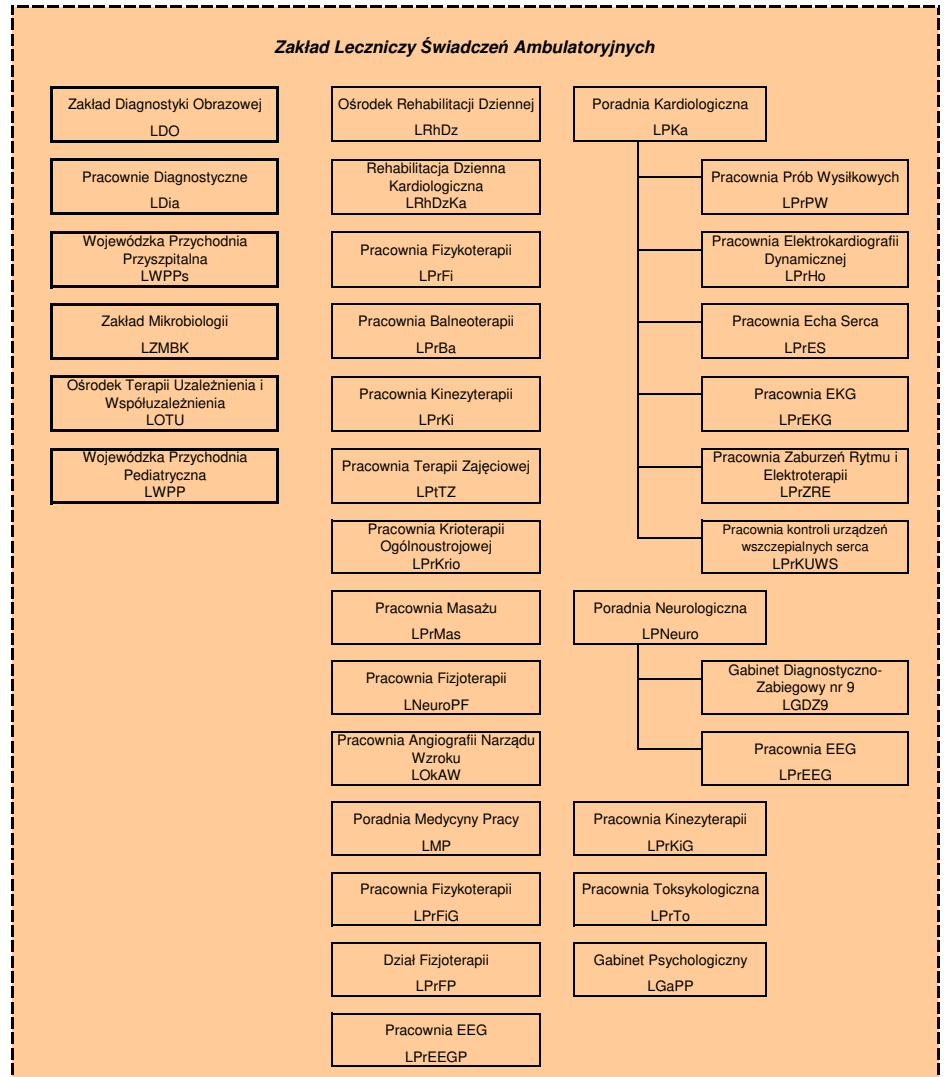 Zakład Leczniczy Świadczeń Ambulatoryjnych
Zakład Diagnostyki Obrazowej
LDO
Pracownie Diagnostyczne
LDia
Wojewódzka Przychodnia
Przyszpitalna
LWPPs
Zakład Mikrobiologii
LZMBK
Ośrodek Terapii Uzależnienia i
Współuzależnienia
LOTU
Wojewódzka Przychodnia
Pediatryczna
LWPP
Ośrodek Rehabilitacji Dziennej
LRhDz
Rehabilitacja Dzienna
Kardiologiczna
LRhDzKa
Pracownia Fizykoterapii
LPrFi
Pracownia Balneoterapii
LPrBa
Pracownia Kinezyterapii
LPrKi
Pracownia Terapii Zajęciowej
LPtTZ
Pracownia Krioterapii
Ogólnoustrojowej
LPrKrio
Pracownia Masażu
LPrMas
Pracownia Fizjoterapii
LNeuroPF
Pracownia Angiografii Narządu
Wzroku
LOkAW
Poradnia Medycyny Pracy
LMP
Pracownia Fizykoterapii
LPrFiG
Dział Fizjoterapii
LPrFP
Pracownia EEG
LPrEEGP
Poradnia Kardiologiczna
LPKa
Pracownia Prób Wysiłkowych
LPrPW
Pracownia Elektrokardiografii
Dynamicznej
LPrHo
Pracownia Echa Serca
LPrES
Pracownia EKG
LPrEKG
Pracownia Zaburzeń Rytmu i
Elektroterapii
LPrZRE
Pracownia kontroli urządzeń
wszczepialnych serca
LPrKUWS
Poradnia Neurologiczna
LPNeuro
Gabinet Diagnostyczno-
Zabiegowy nr 9
LGDZ9
Pracownia EEG
LPrEEG
Pracownia Kinezyterapii
LPrKiG
Pracownia Toksykologiczna
LPrTo
Gabinet Psychologiczny
LGaPP